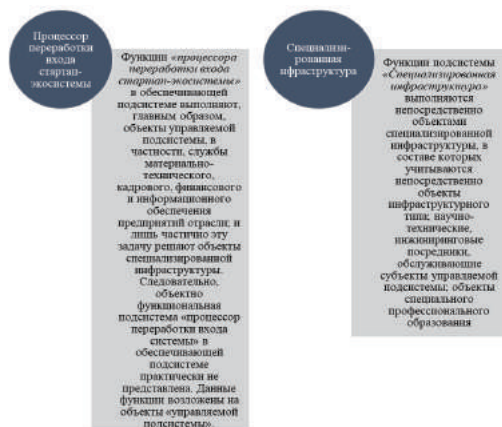 Процессор
переработки
входа
стартап-
экосистемы
Функции «процессора
переработки входа
стартап-экосистемы»
в обеспечивающей
подсистеме выполняют,
главным образом,
объекты управляемой
подсистемы, в
частности, службы
материально-
технического,
кадрового, финансового
и информационного
обеспечения
предприятий отрасли; и
лишь частично эту
задачу решают объекты
специализированной
инфраструктуры.
Следовательно,
объектно
функциональная
подсистема «процессор
переработки входа
системы» в
обеспечивающей
подсистеме
практически не
представлена. Данные
функции возложены на
объекты «управляемой
подсистемы».
Специализи-
рованная
нфраструктура
Функции подсистемы
«Специализированная
инфраструктура»
выполняются
непосредственно
объектами
специализированной
инфраструктуры, в
составе которых
учитываются
непосредственно
объекты
инфраструктурного
типа; научно-
технические,
инжиниринговые
посредники,
обслуживающие
субъекты управляемой
подсистемы; объекты
специального
профессионального
образования